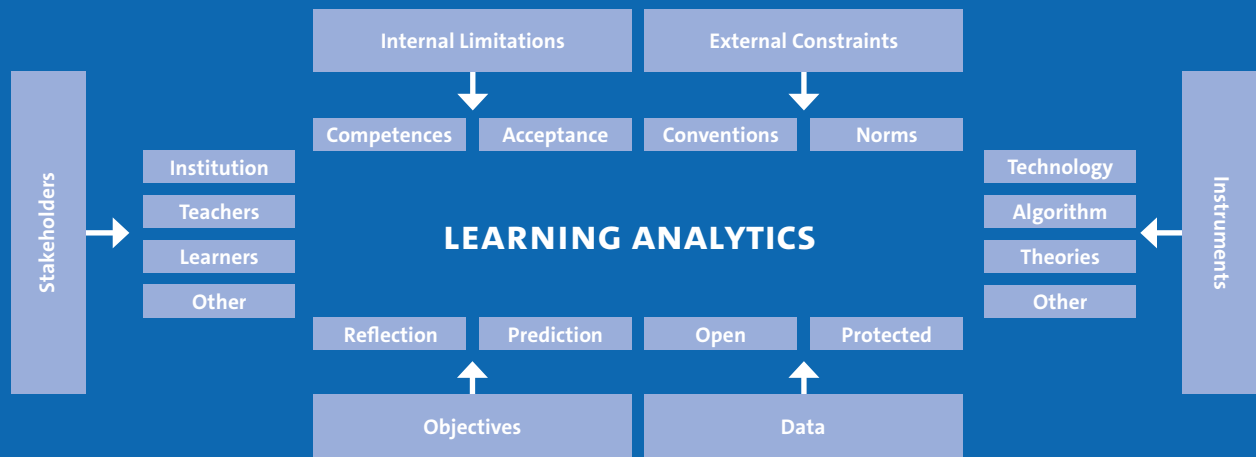 Internal Limitations
External Constraints
Competences
Acceptance
Conventions
Norms
Stakeholders
Institution
Teachers
Learners
Other
LEARNING ANALYTICS
Technology
Algorithm
Theories
Other
Instruments
Reflection
Prediction
Open
Protected
Objectives
Data